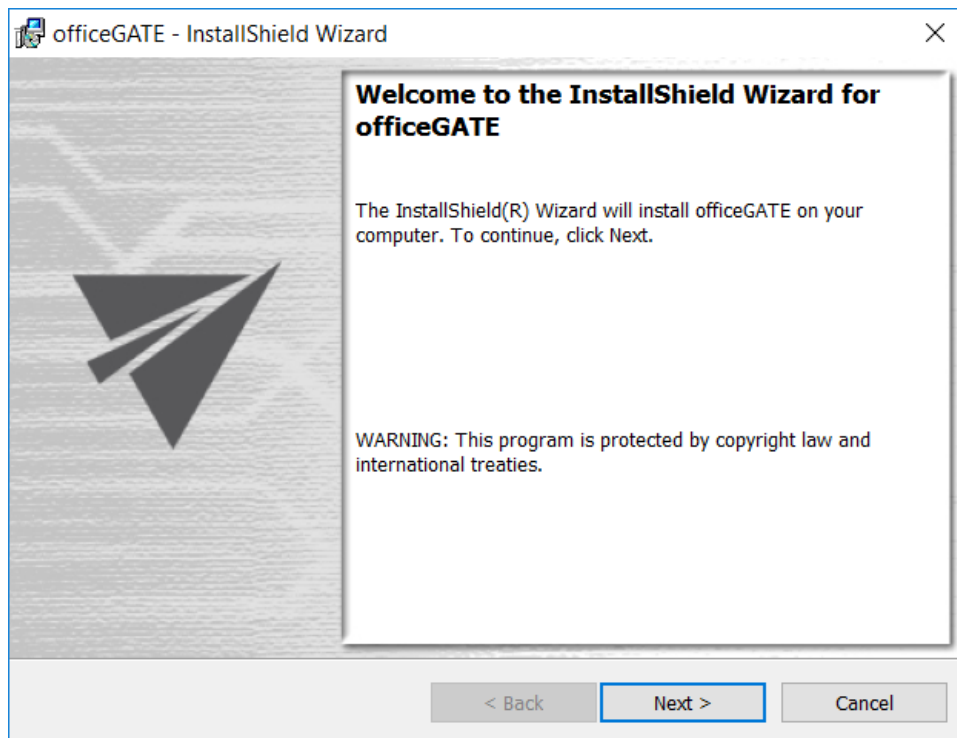 officeGATE - InstallShield Wizard
Welcome to the InstallShield Wizard for
officeGATE
The InstallShield(R) Wizard will install officeGATE on your
computer. To continue, click Next.
WARNING: This program is protected by copyright law and
international treaties.
< Back
Next >
Cancel